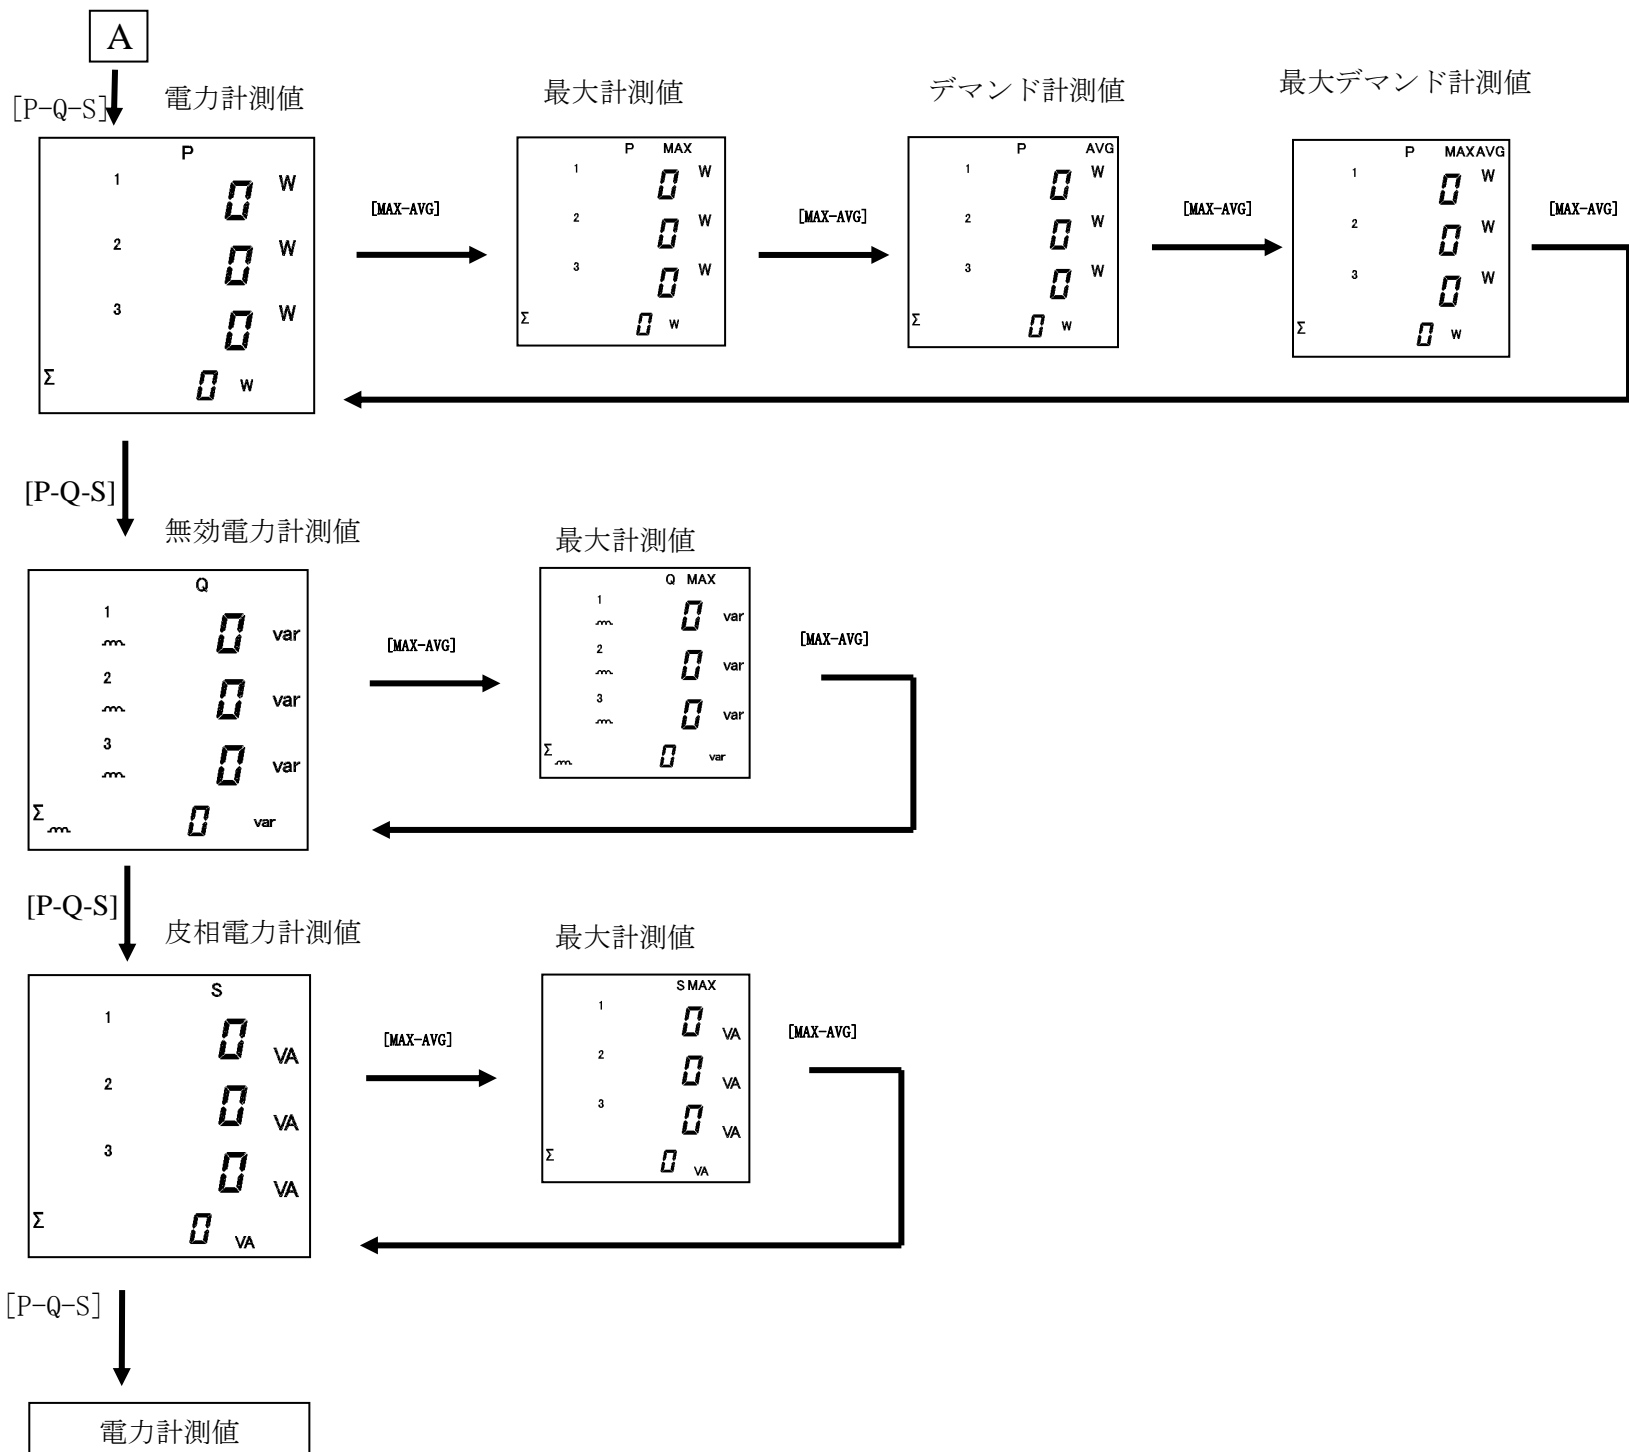 A
[P-Q-S]
電力計測値
最大計測値
デマンド計測値
最大デマンド計測値
P
1 0 W
2 0 W
3 0 W
Σ 0 W
[MAX-AVG]
P MAX
1 0 W
2 0 W
3 0 W
Σ 0 W
[MAX-AVG]
P AVG
1 0 W
2 0 W
3 0 W
Σ 0 W
[MAX-AVG]
P MAXAVG
1 0 W
2 0 W
3 0 W
Σ 0 W
[MAX-AVG]
[P-Q-S]
無効電力計測値
最大計測値
Q
1 0 var
2 0 var
3 0 var
Σ 0 var
[MAX-AVG]
Q MAX
1 0 var
2 0 var
3 0 var
Σ 0 var
[MAX-AVG]
[P-Q-S]
皮相電力計測値
最大計測値
S
1 0 VA
2 0 VA
3 0 VA
Σ 0 VA
[MAX-AVG]
S MAX
1 0 VA
2 0 VA
3 0 VA
Σ 0 VA
[MAX-AVG]
[P-Q-S]
電力計測値